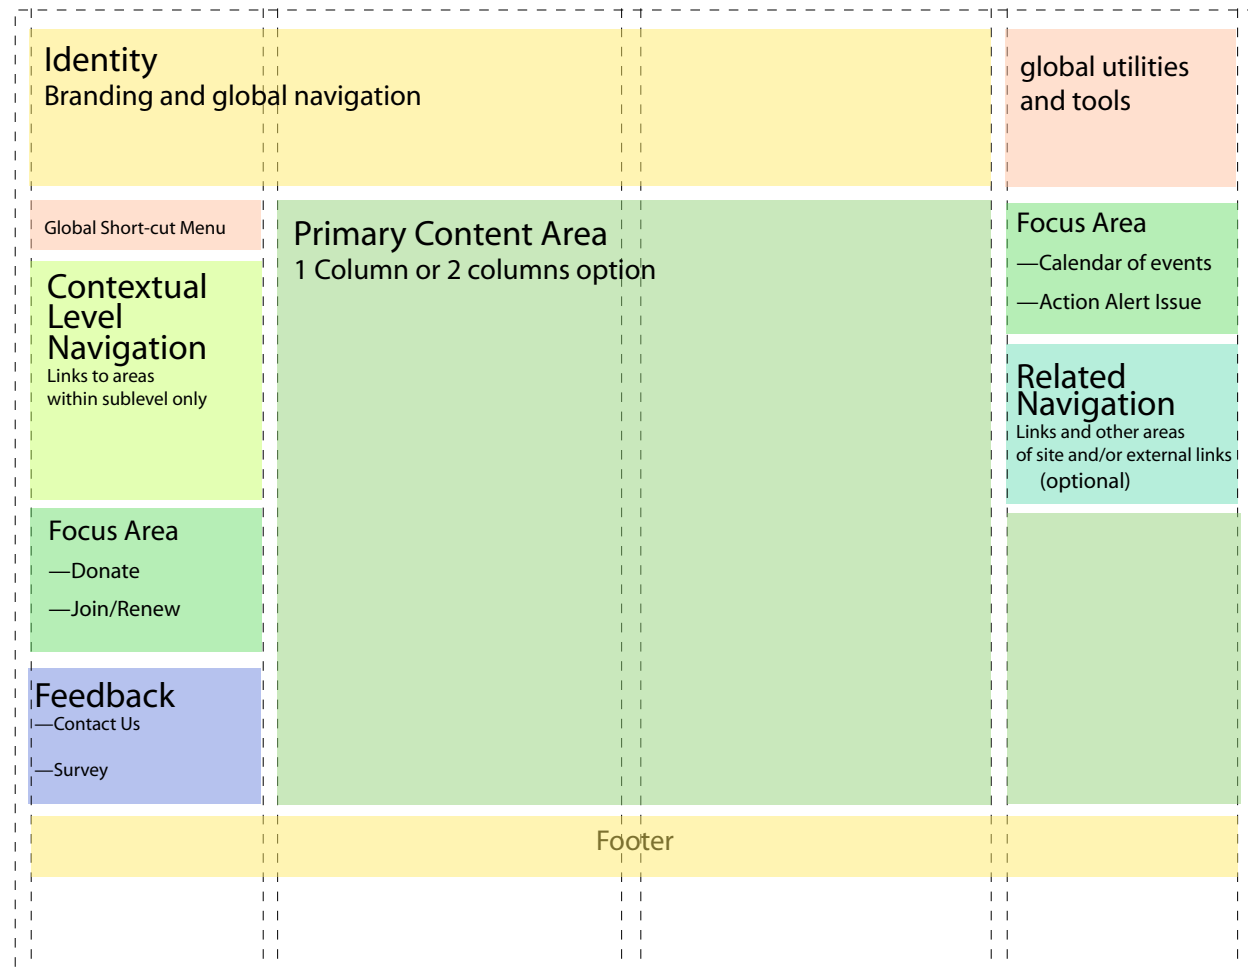 Identity
Branding and global navigation
global utilities
and tools
Global Short-cut Menu
Contextual
Level
Navigation
Links to areas
within sublevel only
Focus Area
—Donate
—Join/Renew
Feedback
—Contact Us
—Survey
Primary Content Area
1 Column or 2 columns option
Focus Area
—Calendar of events
—Action Alert Issue
Related
Navigation
Links and other areas
of site and/or external links
(optional)
Footer